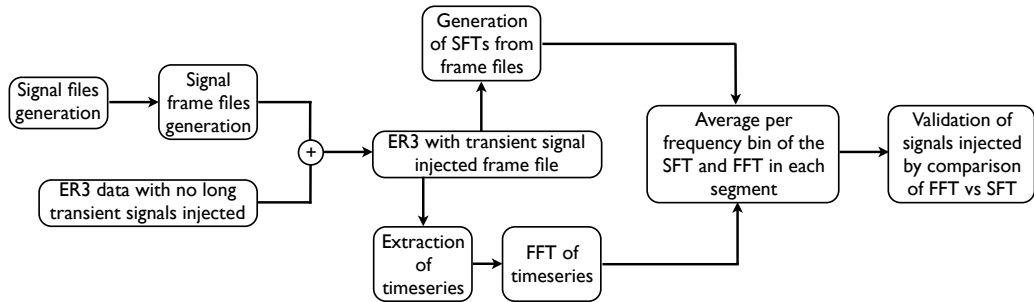 Signal files
generation
Signal
frame files
generation
ER3 data with no long
transient signals injected
+
ER3 with transient signal
injected frame file
Generation
of SFTs from
frame files
Extraction
of
timeseries
FFT of
timeseries
Average per
frequency bin of the
SFT and FFT in each
segment
Validation of
signals injected
by comparison
of FFT vs SFT